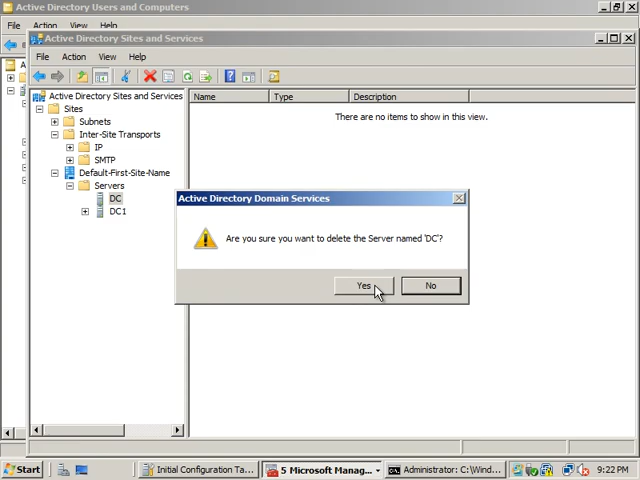 Active Directory Users and Computers
File Action View Help
Active Directory Sites and Services
File Action View Help
Active Directory Sites and Services
Sites
Subnets
Inter-Site Transports
IP
SMTP
Default-First-Site-Name
Servers
DC
DC1
Name Type Description
There are no items to show in this view.
Active Directory Domain Services
Are you sure you want to delete the Server named 'DC'?
Yes No
Start Initial Configuration Ta... 5 Microsoft Manag... Administrator: C:\Wind... 9:22 PM